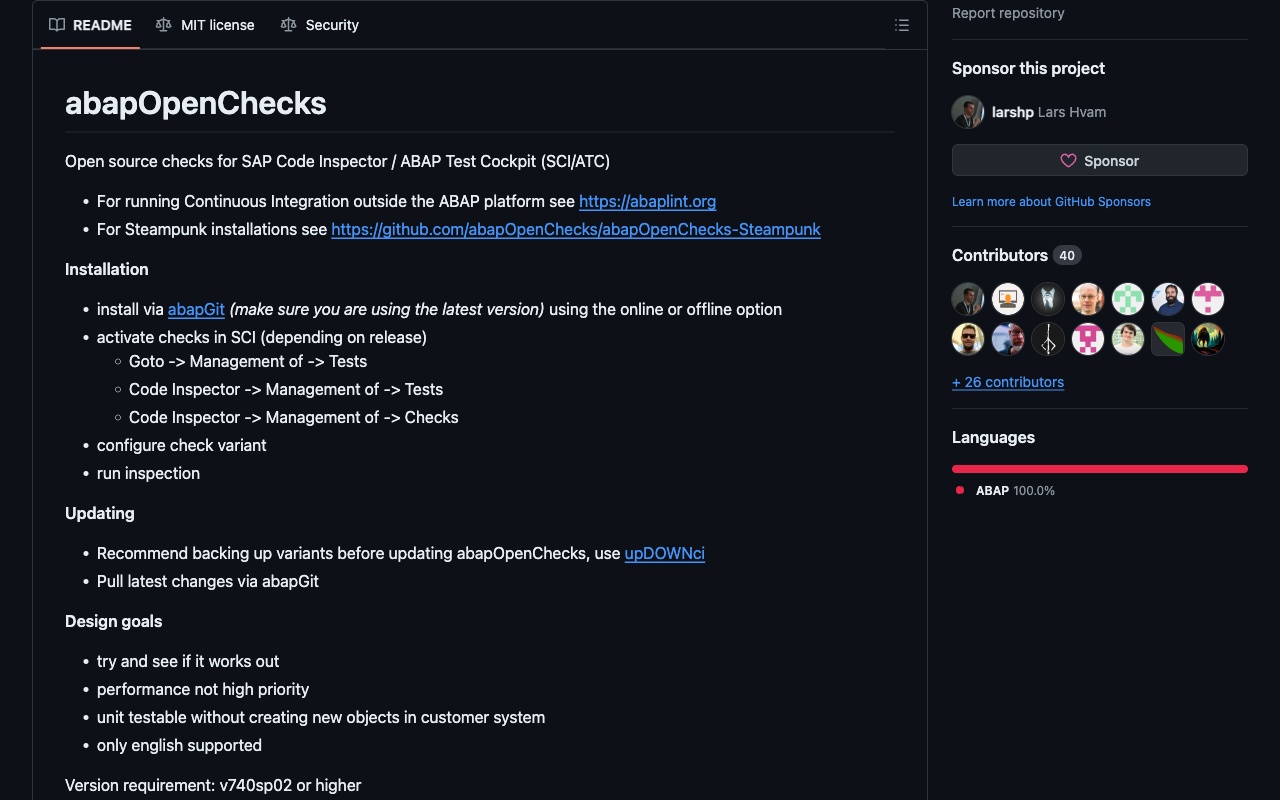 README
MIT license
Security
abapOpenChecks
Open source checks for SAP Code Inspector / ABAP Test Cockpit (SCI/ATC)
• For running Continuous Integration outside the ABAP platform see https://abaplint.org
• For Steampunk installations see https://github.com/abapOpenChecks/abapOpenChecks-Steampunk
Installation
• install via abapGit (make sure you are using the latest version) using the online or offline option
• activate checks in SCI (depending on release)
◦ Goto -> Management of -> Tests
◦ Code Inspector -> Management of -> Tests
◦ Code Inspector -> Management of -> Checks
• configure check variant
• run inspection
Updating
• Recommend backing up variants before updating abapOpenChecks, use upDOWNci
• Pull latest changes via abapGit
Design goals
• try and see if it works out
• performance not high priority
• unit testable without creating new objects in customer system
• only english supported
Version requirement: v740sp02 or higher
Report repository
Sponsor this project
larshp Lars Hvam
Sponsor
Learn more about GitHub Sponsors
Contributors 40
+ 26 contributors
Languages
ABAP 100.0%